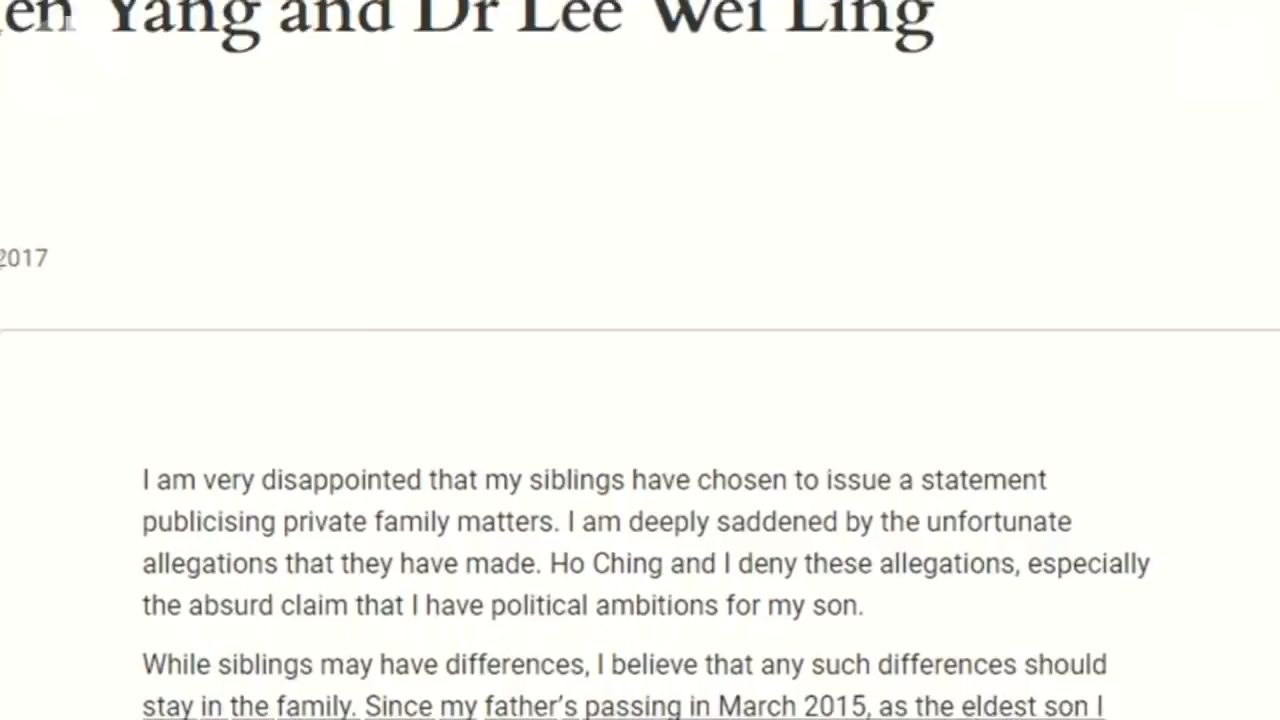 en Yang and Dr Lee Wei Ling
2017
I am very disappointed that my siblings have chosen to issue a statement
publicising private family matters. I am deeply saddened by the unfortunate
allegations that they have made. Ho Ching and I deny these allegations, especially
the absurd claim that I have political ambitions for my son.
While siblings may have differences, I believe that any such differences should
stay in the family. Since my father’s passing in March 2015, as the eldest son I